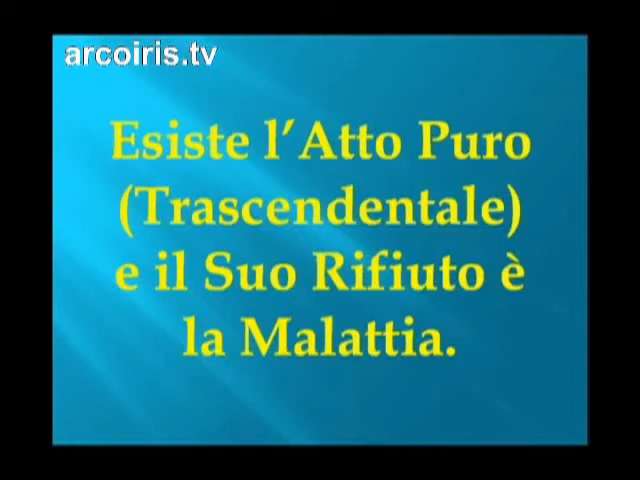 arcoiris.tv
Esiste l’Atto Puro
(Trascendentale)
e il Suo Rifiuto è
la Malattia.